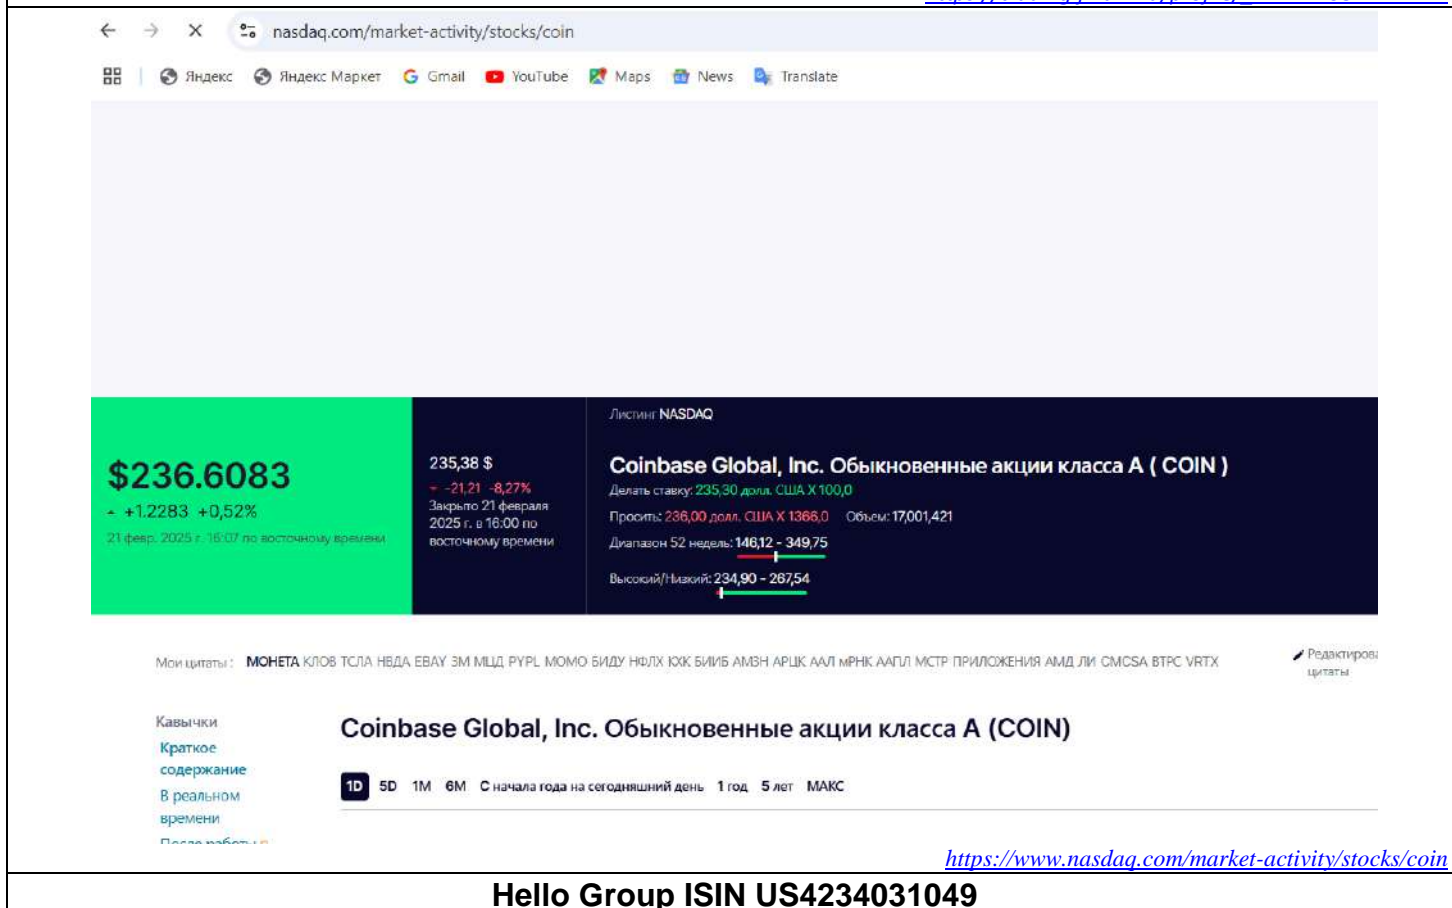 nasdaq.com/market-activity/stocks/coin
Яндекс Яндекс Маркет Gmail YouTube Maps News Translate
Листинг NASDAQ
$236.6083
+1.2283 +0,52%
21 февр. 2025 г. 16:07 по восточному времени
235,38 $
-21,21 -8,27%
Закрыто 21 февраля
2025 г. в 16:00 по
восточному времени
Coinbase Global, Inc. Обыкновенные акции класса A ( COIN )
Делать ставку: 235,30 долл. США X 100,0
Просить: 236,00 долл. США X 1366,0 Объем: 17,001,421
Диапазон 52 недель: 146,12 - 349,75
Высокий/Низкий: 234,90 - 267,54
Мои цитаты : МОНЕТА КЛОВ ТСЛА НВДА EBAY 3М МЦД PYPL МОМО БИДУ НФЛХ КХК БИИБ АМЗН АРЦК ААЛ мРНК ААПЛ МСТР ПРИЛОЖЕНИЯ АМД ЛИ CMCSA ВТРС VRTX
Редактирова
цитаты
Кавычки
Краткое
содержание
В реальном
времени
После работы
Coinbase Global, Inc. Обыкновенные акции класса A (COIN)
1D 5D 1M 6M С начала года на сегодняшний день 1 год 5 лет МАКС
https://www.nasdaq.com/market-activity/stocks/coin
Hello Group ISIN US4234031049